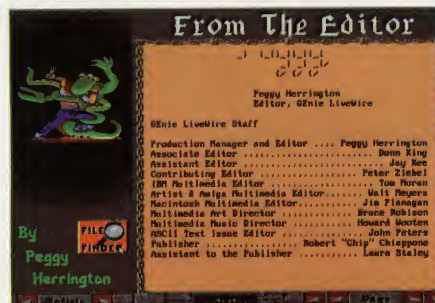 From The Editor
Peggy Herrington
Editor, GEnie LiveWire
GEnie LiveWire Staff
Production Manager and Editor .... Peggy Herrington
Associate Editor ...................... Donn King
Assistant Editor ....................... Jay Kee
Contributing Editor ................ Peter Ziebel
IBM Multimedia Editor ................. Tom Moran
Artist & Amiga Multimedia Editor....... Walt Meyers
Macintosh Multimedia Editor.......... Jim Flanagan
Multimedia Art Director ............ Bruce Robison
Multimedia Music Director ......... Howard Wooten
ASCII Text Issue Editor .............. John Peters
Publisher ............... Robert "Chip" Chiappone
Assistant to the Publisher .......... Laura Staley
FILE
FINDER
By
Peggy
Herrington